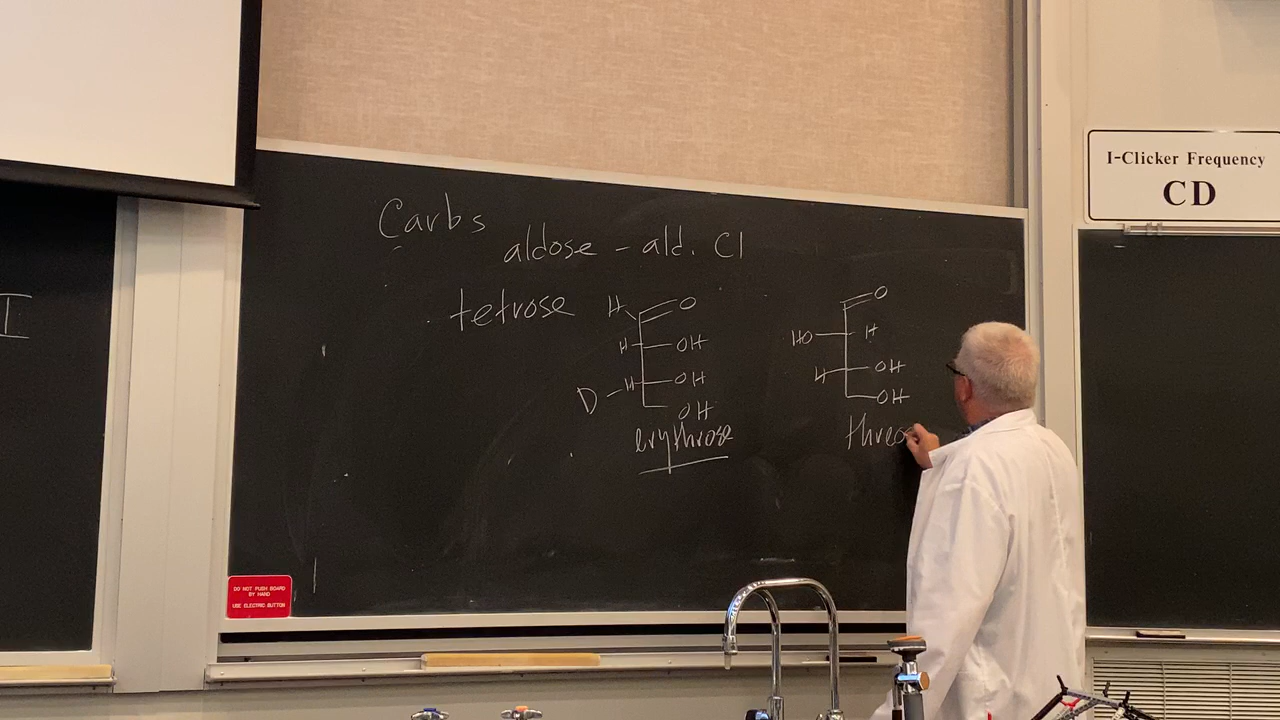 I
Carbs
aldose - ald. C1
tetrose
H O
H OH
D - H OH
OH
erythrose
O
HO H
H OH
OH
threo
I-Clicker Frequency
CD
DO NOT PUSH BOARD
BY HAND
USE ELECTRIC BUTTON